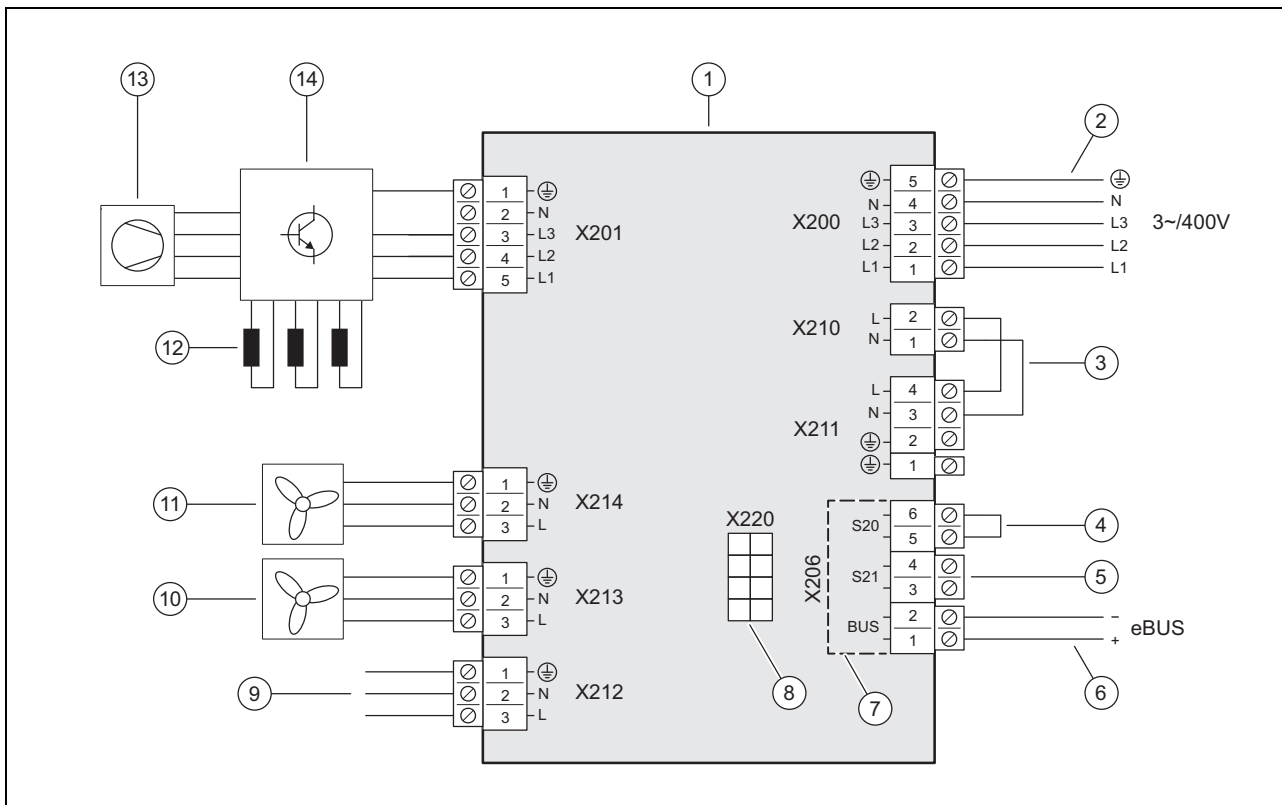 13
14
1
2
X201
1
2 N
3 L3
4 L2
5 L1
X200
5
N 4 N
L3 3 L3
L2 2 L2
L1 1 L1
3~/400V
12
X210
L 2
N 1
3
X211
L 4
N 3
2
1
11
X214
1
2 N
3 L
10
X213
1
2 N
3 L
9
X212
1
2 N
3 L
X220
8
X206
S20
6
5
4
S21
4
3
5
BUS
2 −
1 +
eBUS
7
6